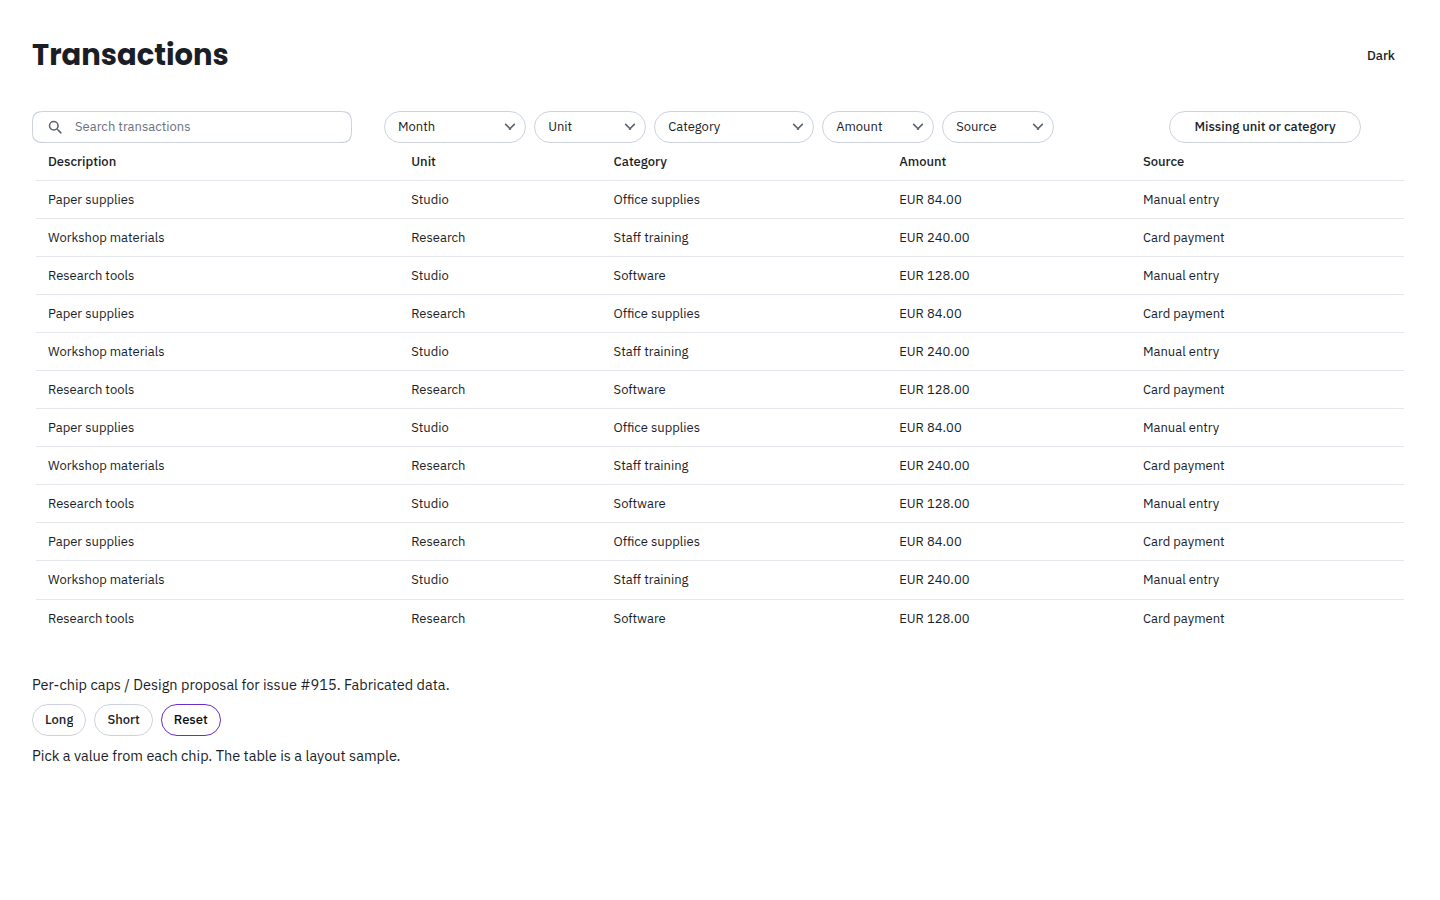 Transactions
Dark
Search transactions Month Unit Category Amount Source Missing unit or category
Description Unit Category Amount Source
Paper supplies Studio Office supplies EUR 84.00 Manual entry
Workshop materials Research Staff training EUR 240.00 Card payment
Research tools Studio Software EUR 128.00 Manual entry
Paper supplies Research Office supplies EUR 84.00 Card payment
Workshop materials Studio Staff training EUR 240.00 Manual entry
Research tools Research Software EUR 128.00 Card payment
Paper supplies Studio Office supplies EUR 84.00 Manual entry
Workshop materials Research Staff training EUR 240.00 Card payment
Research tools Studio Software EUR 128.00 Manual entry
Paper supplies Research Office supplies EUR 84.00 Card payment
Workshop materials Studio Staff training EUR 240.00 Manual entry
Research tools Research Software EUR 128.00 Card payment
Per-chip caps / Design proposal for issue #915. Fabricated data.
Long Short Reset
Pick a value from each chip. The table is a layout sample.